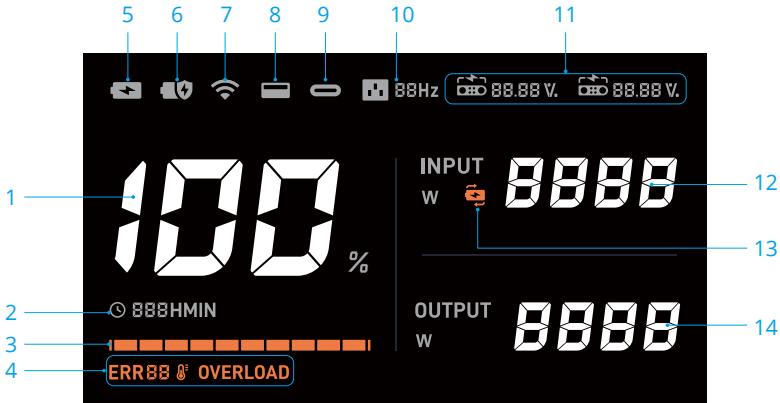 5 6 7 8 9 10 11
88Hz 88.88 V. 88.88 V.
1 100 %
INPUT
W 8888 12
13
2 888HMIN
OUTPUT
W 8888 14
3
4 ERR88 OVERLOAD